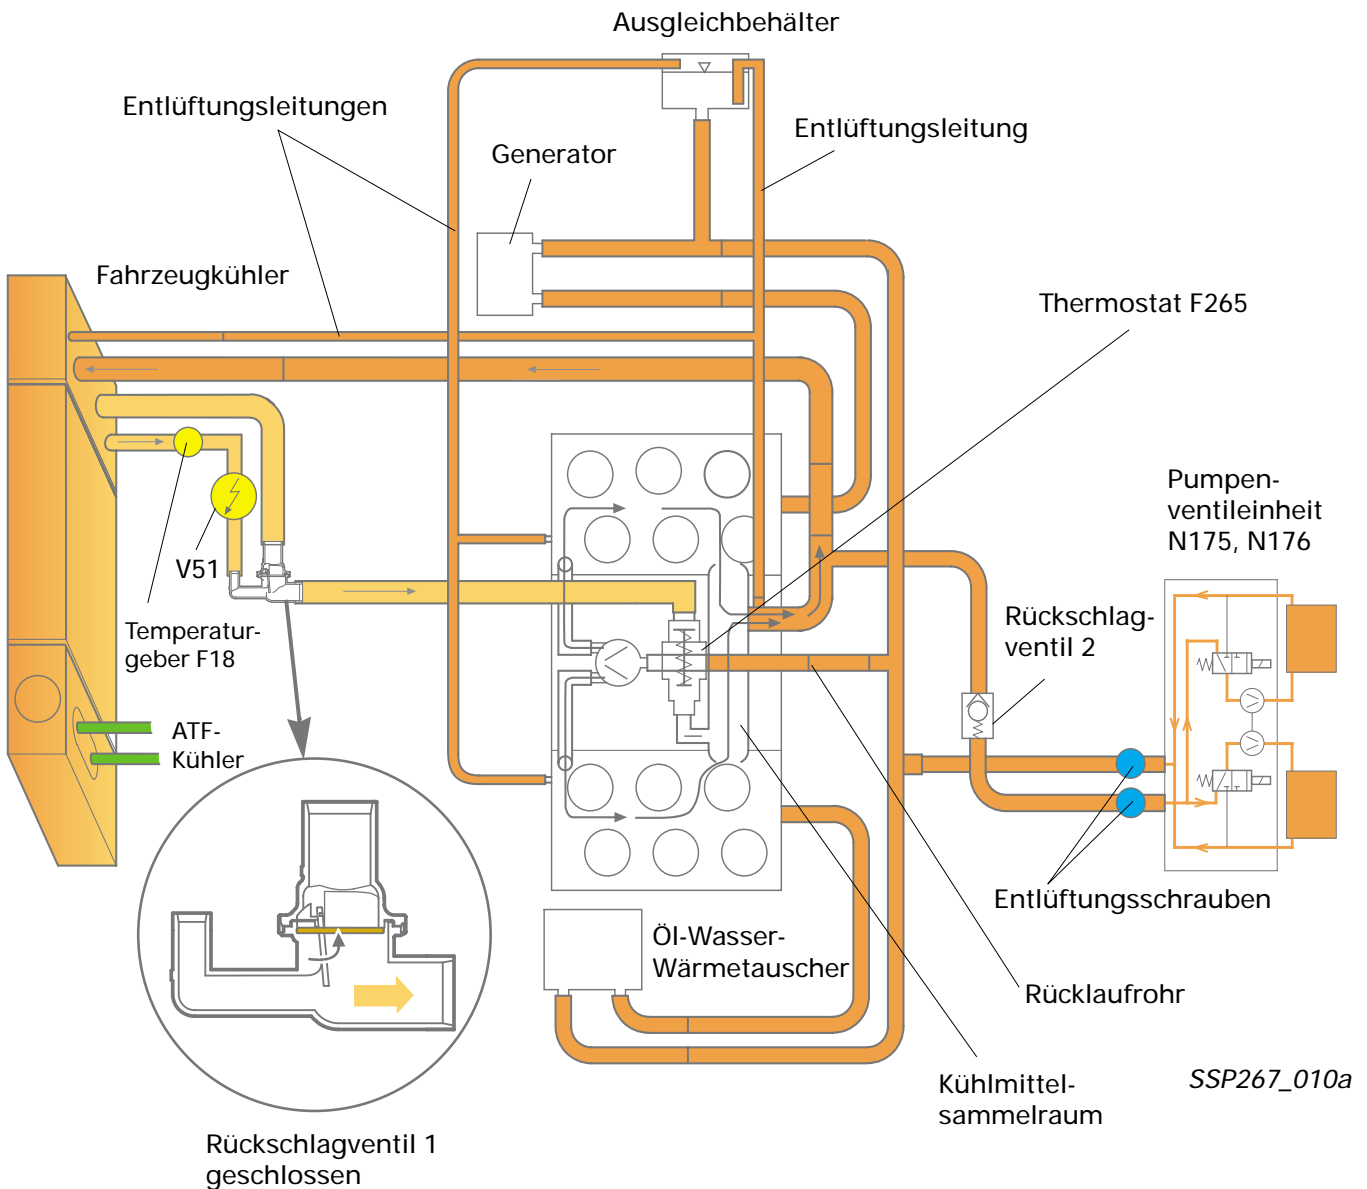 Ausgleichbehälter
Entlüftungsleitungen
Entlüftungsleitung
Generator
Fahrzeugkühler
Thermostat F265
Pumpen-
ventileinheit
N175, N176
V51
Temperatur-
geber F18
Rückschlag-
ventil 2
ATF-
Kühler
Entlüftungsschrauben
Öl-Wasser-
Wärmetauscher
Rücklaufrohr
Kühlmittel-
sammelraum
SSP267_010a
Rückschlagventil 1
geschlossen